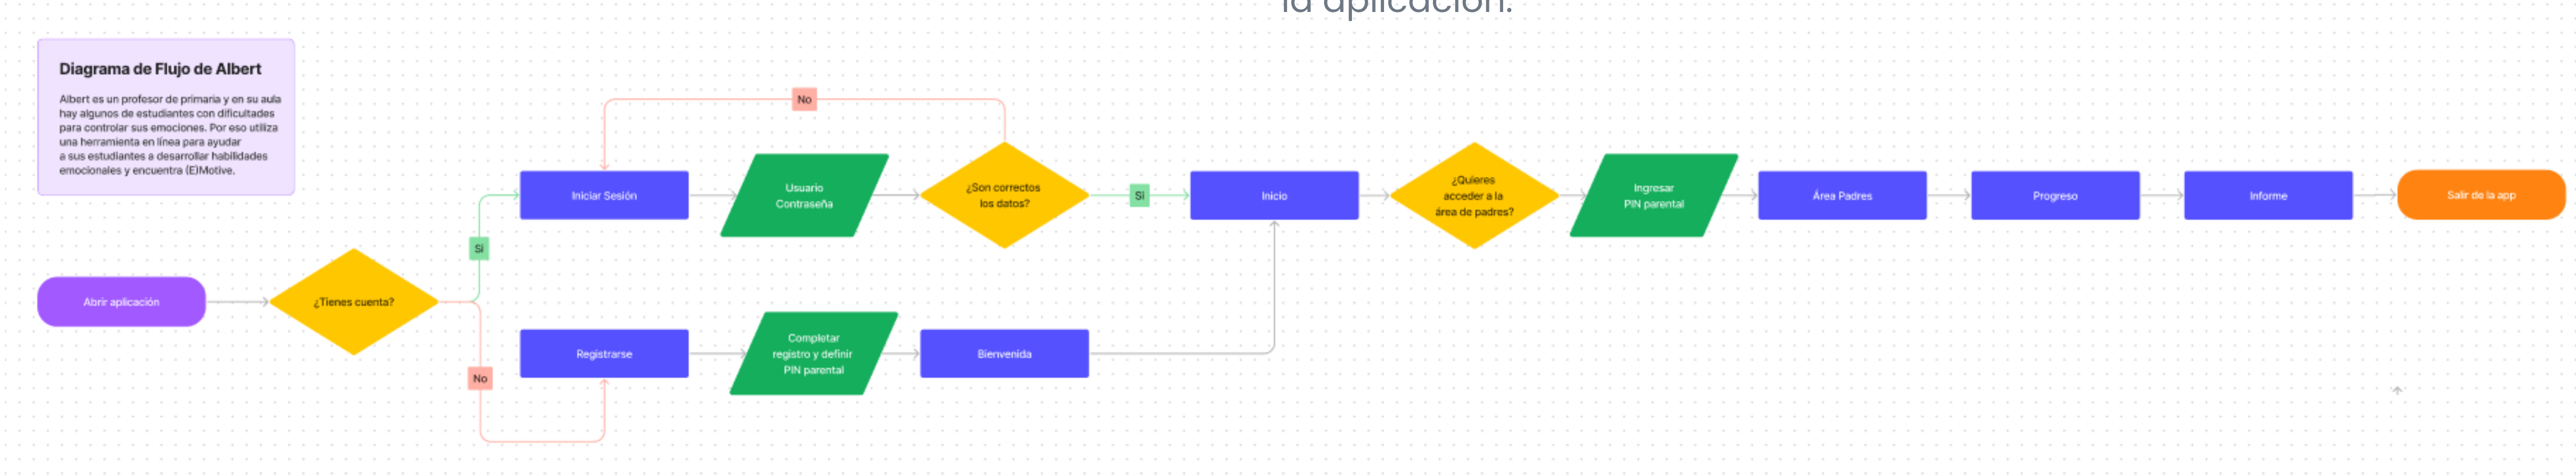 la aplicación.
Diagrama de Flujo de Albert
Albert es un profesor de primaria y en su aula
hay algunos de estudiantes con dificultades
para controlar sus emociones. Por eso utiliza
una herramienta en línea para ayudar
a sus estudiantes a desarrollar habilidades
emocionales y encuentra (E)Motive.
No
Iniciar Sesión
Usuario
Contraseña
¿Son correctos
los datos?
Si
Inicio
¿Quieres
acceder a la
área de padres?
Ingresar
PIN parental
Área Padres
Progreso
Informe
Salir de la app
Si
Abrir aplicación
¿Tienes cuenta?
No
Registrarse
Completar
registro y definir
PIN parental
Bienvenida